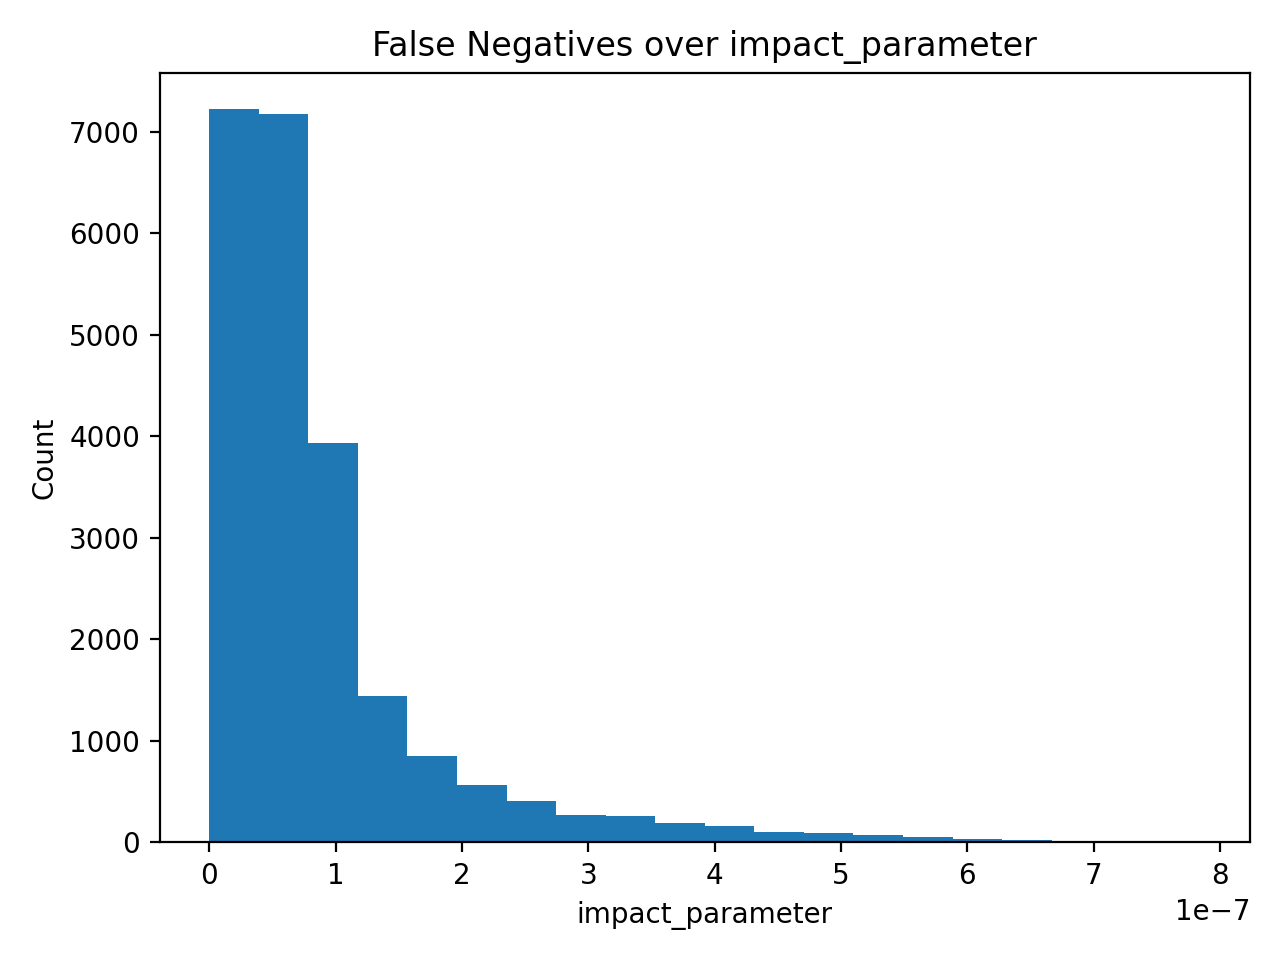 False Negatives over impact_parameter
7000
6000
5000
4000
3000
2000
1000
0
Count
0 1 2 3 4 5 6 7 8
1e−7
impact_parameter